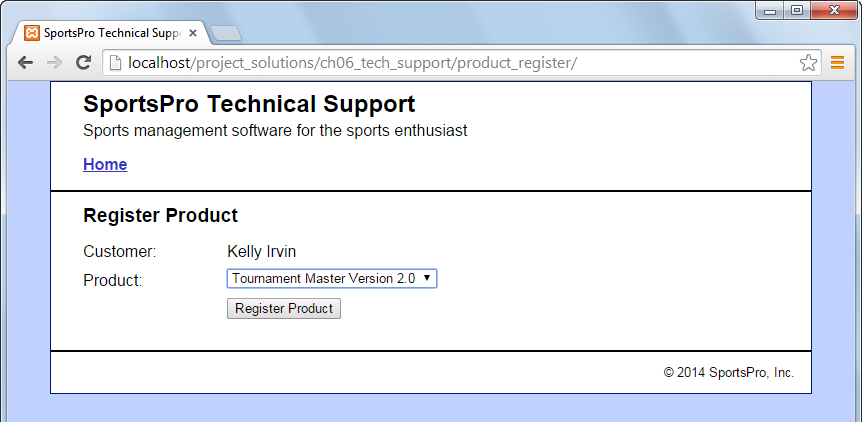 SportsPro Technical Supp
localhost/project_solutions/ch06_tech_support/product_register/
SportsPro Technical Support
Sports management software for the sports enthusiast
Home
Register Product
Customer: Kelly Irvin
Product: Tournament Master Version 2.0
Register Product
© 2014 SportsPro, Inc.